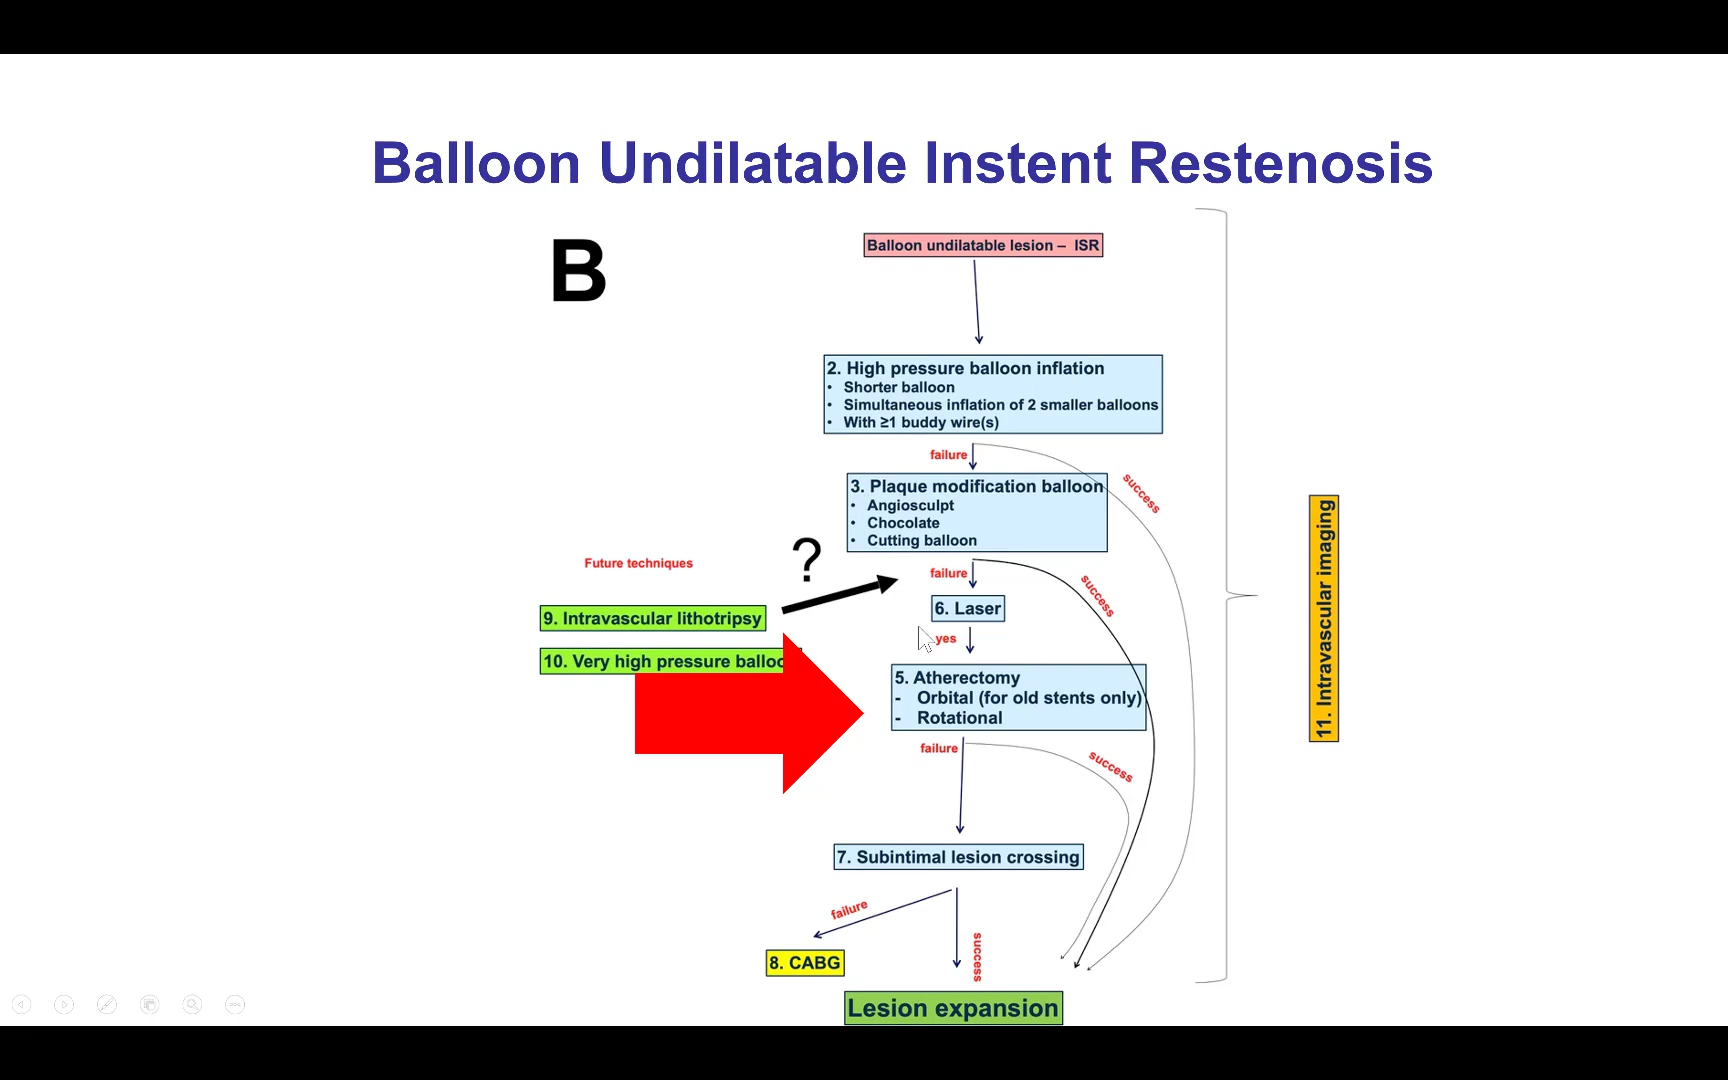 Balloon Undilatable Instent Restenosis
B
Balloon undilatable lesion – ISR
2. High pressure balloon inflation
• Shorter balloon
• Simultaneous inflation of 2 smaller balloons
• With ≥1 buddy wire(s)
failure
success
3. Plaque modification balloon
• Angiosculpt
• Chocolate
• Cutting balloon
Future techniques
?
failure
success
9. Intravascular lithotripsy
6. Laser
yes
10. Very high pressure
5. Atherectomy
- Orbital (for old stents only)
- Rotational
failure
success
7. Subintimal lesion crossing
failure
success
8. CABG
Lesion expansion
11. Intravascular imaging